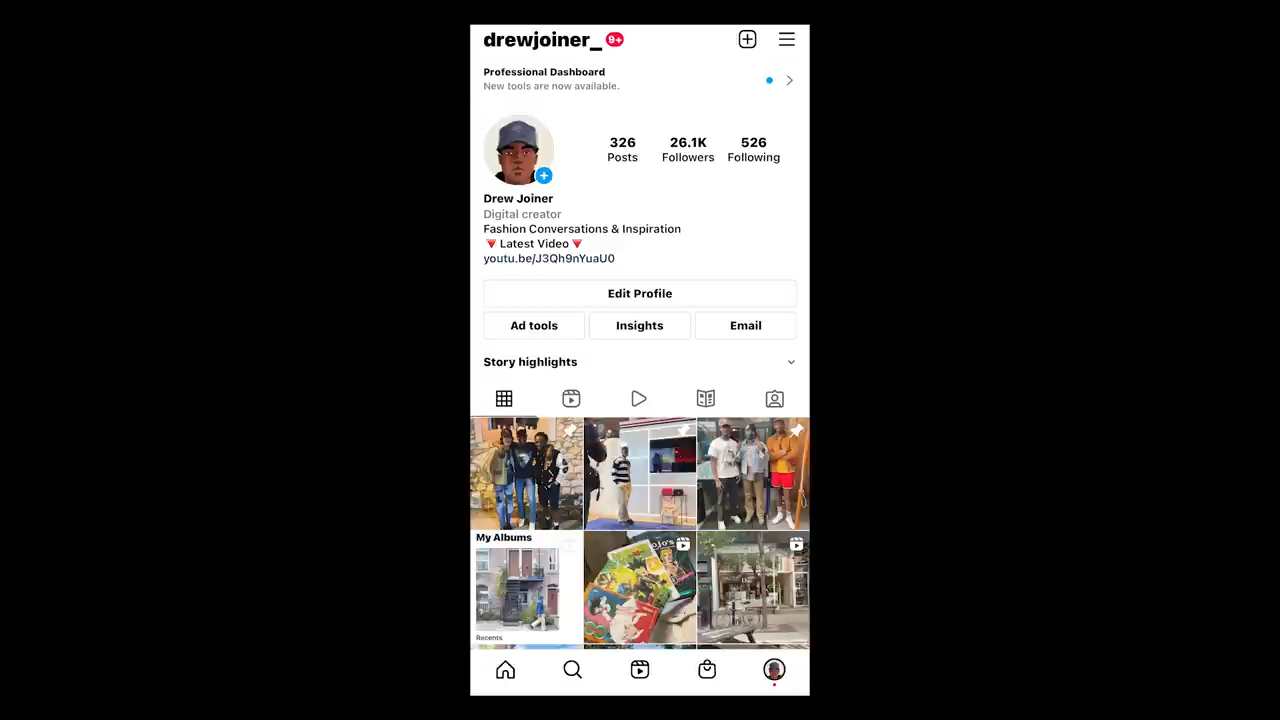 drewjoiner_ 9+
Professional Dashboard
New tools are now available.
326 26.1K 526
Posts Followers Following
Drew Joiner
Digital creator
Fashion Conversations & Inspiration
🔻 Latest Video 🔻
youtu.be/J3Qh9nYuaU0
Edit Profile
Ad tools Insights Email
Story highlights
My Albums
Recents